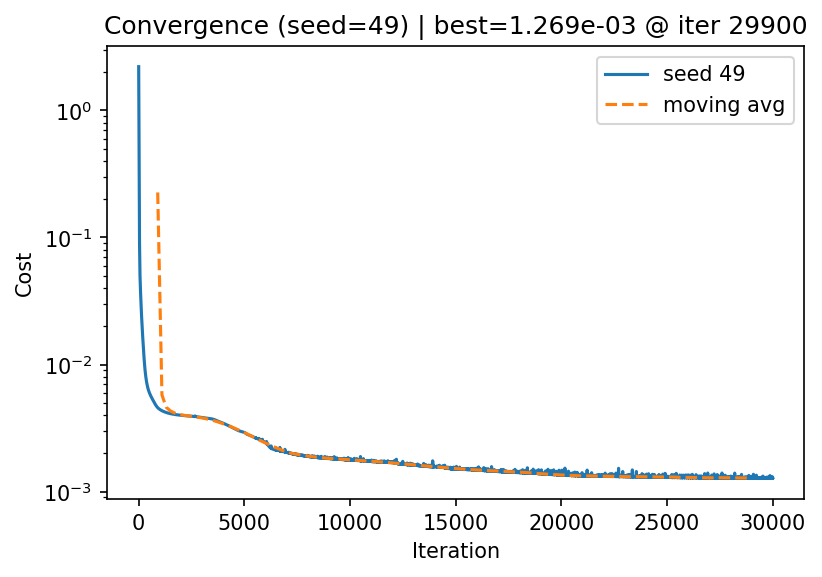 Convergence (seed=49) | best=1.269e-03 @ iter 29900
seed 49
moving avg
10⁰
10⁻¹
10⁻²
10⁻³
Cost
0 5000 10000 15000 20000 25000 30000
Iteration